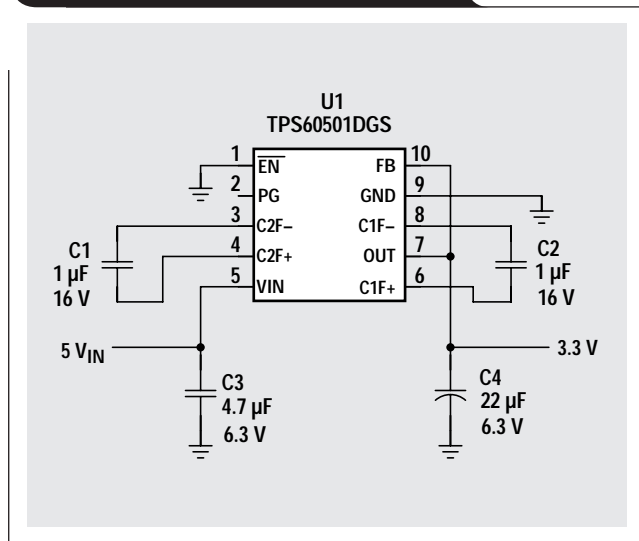 U1
TPS60501DGS
1
EN
2
PG
3
C2F–
4
C2F+
5
VIN
10
FB
9
GND
8
C1F–
7
OUT
6
C1F+
C1
1 µF
16 V
C2
1 µF
16 V
5 VIN
3.3 V
C3
4.7 µF
6.3 V
C4
22 µF
6.3 V